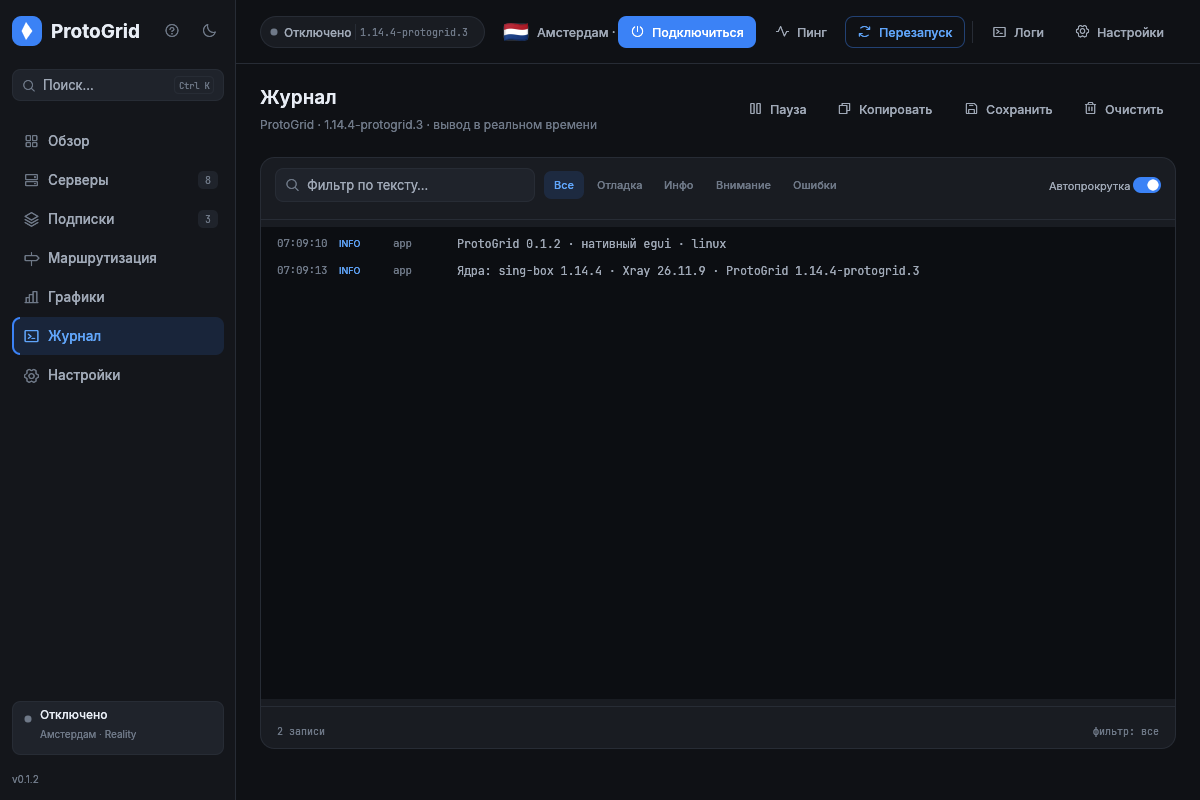 ProtoGrid
Поиск...
Ctrl K
Обзор
Серверы 8
Подписки 3
Маршрутизация
Графики
Журнал
Настройки
Отключено
Амстердам · Reality
v0.1.2
Отключено 1.14.4-protogrid.3
Амстердам ·
Подключиться
Пинг
Перезапуск
Логи
Настройки
Журнал
ProtoGrid · 1.14.4-protogrid.3 · вывод в реальном времени
Пауза
Копировать
Сохранить
Очистить
Фильтр по тексту...
Все
Отладка
Инфо
Внимание
Ошибки
Автопрокрутка
07:09:10 INFO app ProtoGrid 0.1.2 · нативный egui · linux
07:09:13 INFO app Ядра: sing-box 1.14.4 · Xray 26.11.9 · ProtoGrid 1.14.4-protogrid.3
2 записи
фильтр: все